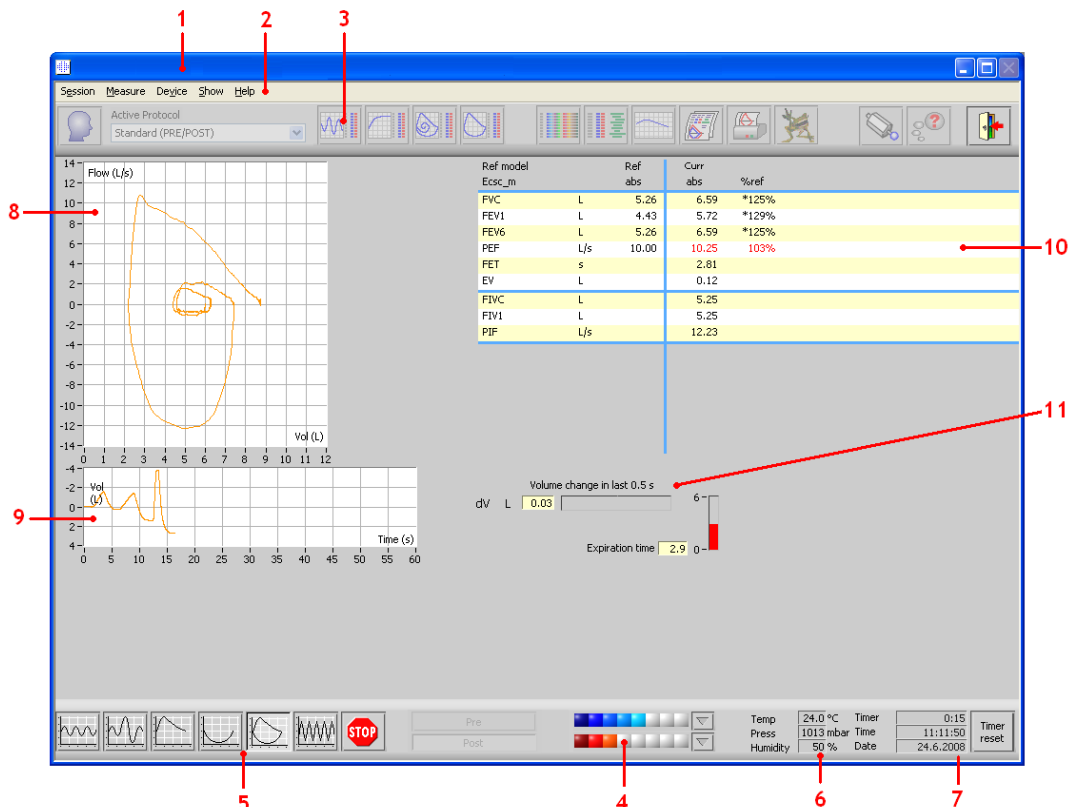 1 2 3
Session Measure Device Show Help
Active Protocol
Standard (PRE/POST)
14
12
10
8
6
4
2
0
-2
-4
-6
-8
-10
-12
-14
Flow (L/s)
Vol (L)
0 1 2 3 4 5 6 7 8 9 10 11 12
8
Ref model Ref Curr
Ecsc_m abs abs %ref
FVC L 5.26 6.59 *125%
FEV1 L 4.43 5.72 *129%
FEV6 L 5.26 6.59 *125%
PEF L/s 10.00 10.25 103%
FET s 2.81
EV L 0.12
FIVC L 5.25
FIV1 L 5.25
PIF L/s 12.23
10
11
-4
-2
0
2
4
Vol
(L)
Time (s)
0 5 10 15 20 25 30 35 40 45 50 55 60
9
Volume change in last 0.5 s
dV L 0.03
6
0
Expiration time 2.9
STOP
Pre
Post
Temp 24.0 °C Timer 0:15
Press 1013 mbar Time 11:11:50
Humidity 50 % Date 24.6.2008
Timer
reset
5 4 6 7